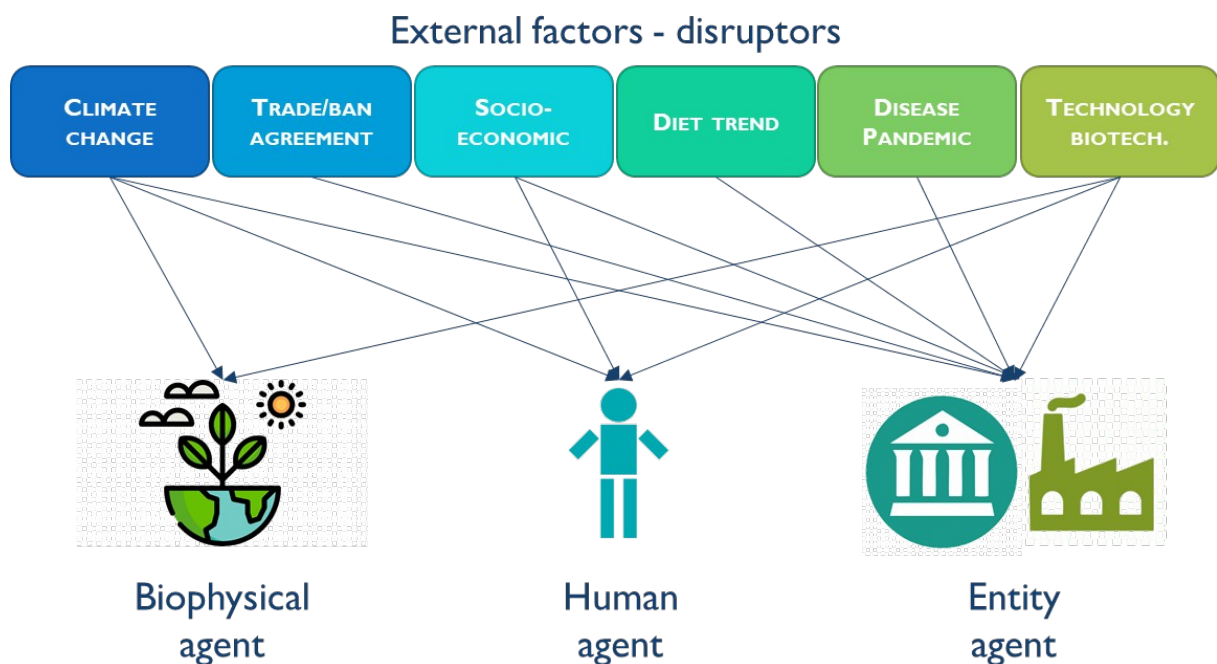 External factors - disruptors
CLIMATE
CHANGE
TRADE/BAN
AGREEMENT
SOCIO-
ECONOMIC
DIET TREND
DISEASE
PANDEMIC
TECHNOLOGY
BIOTECH.
Biophysical
agent
Human
agent
Entity
agent